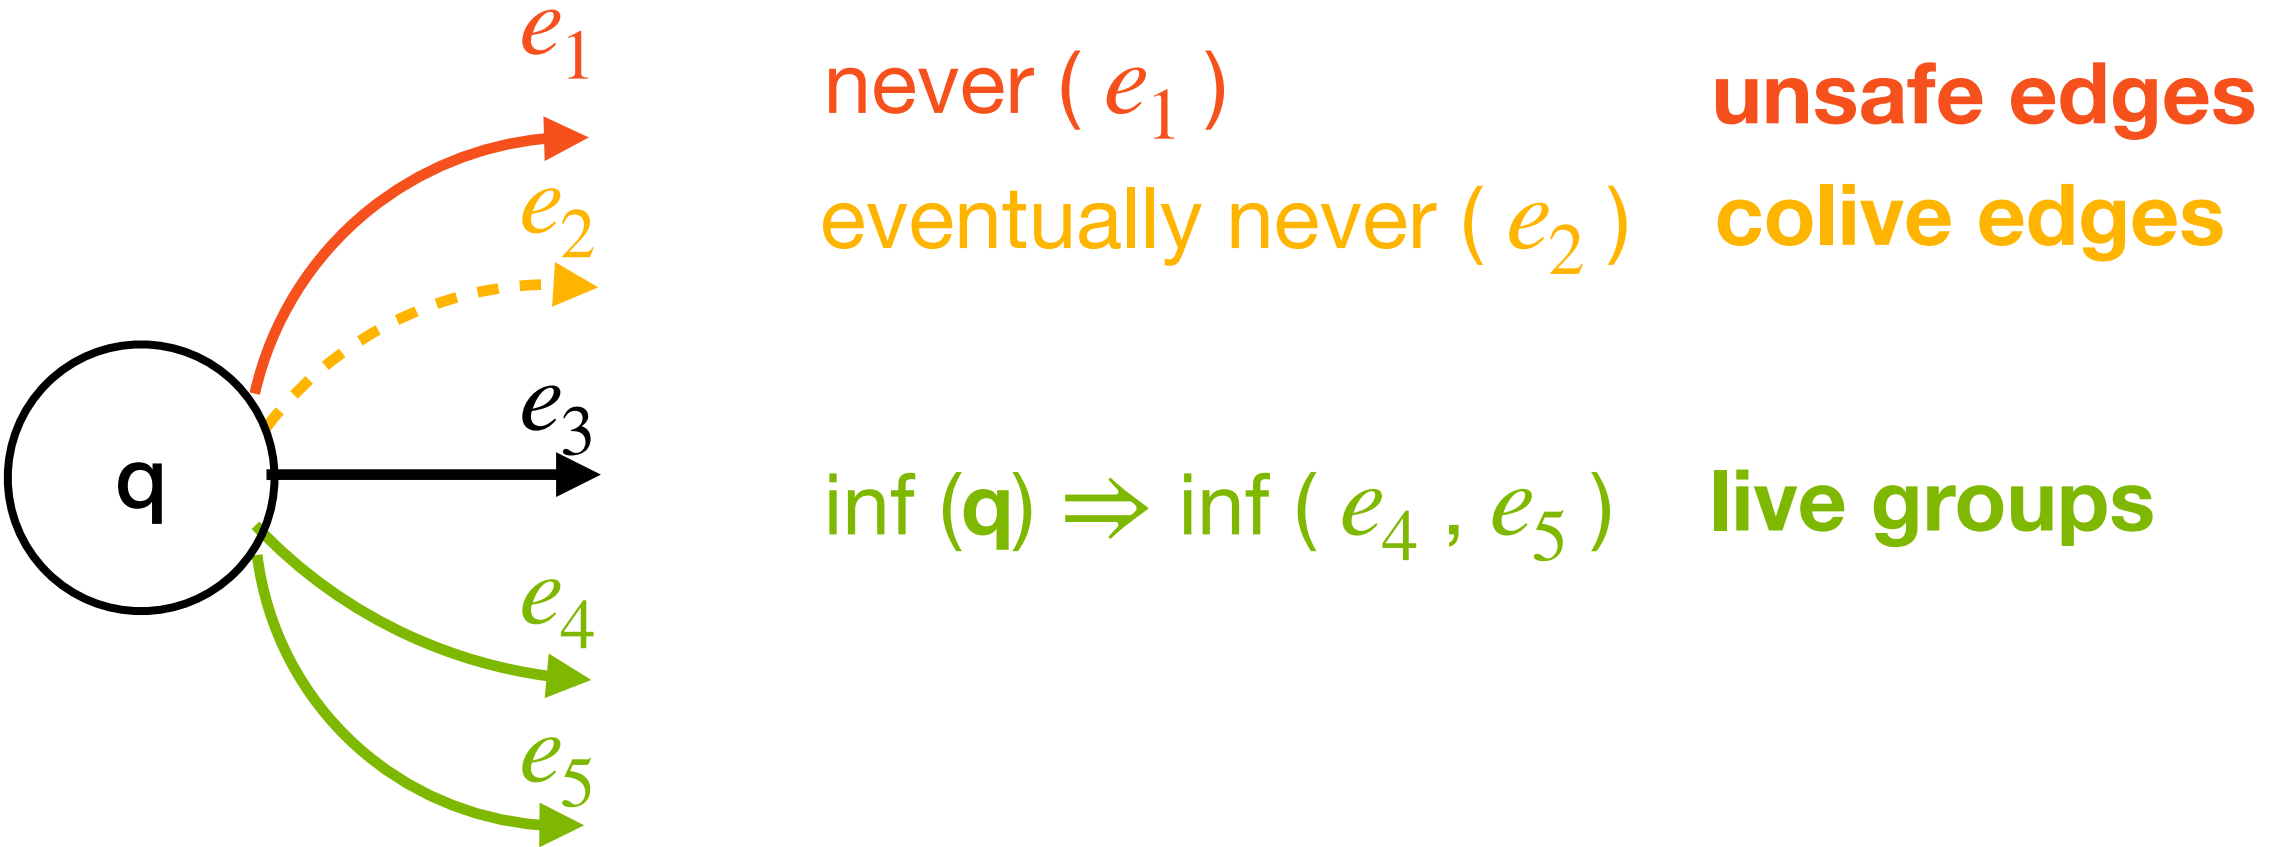 e₁
never ( e₁ ) unsafe edges
e₂
eventually never ( e₂ ) colive edges
e₃
q
inf (q) ⇒ inf ( e₄ , e₅ ) live groups
e₄
e₅